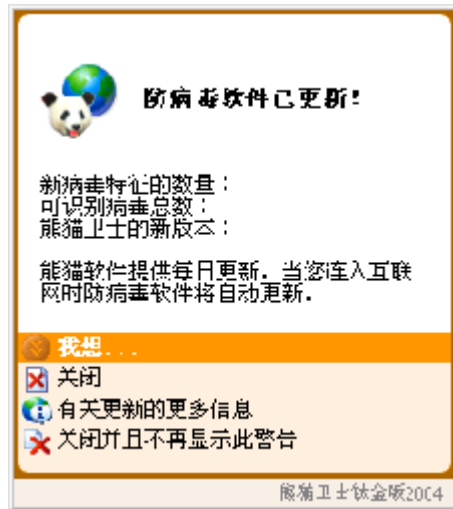 防病毒软件已更新!
新病毒特征的数量:
可识别病毒总数:
熊猫卫士的新版本:
熊猫软件提供每日更新. 当您连入互联
网时防病毒软件将自动更新.
我想...
关闭
有关更新的更多信息
关闭并且不再显示此警告
熊猫卫士钛金版2004